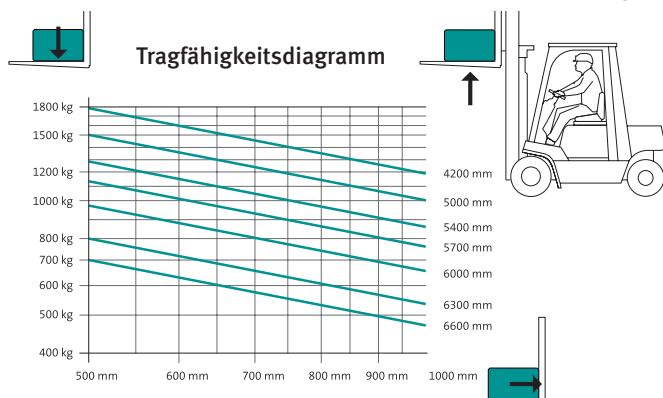 Tragfähigkeitsdiagramm
1800 kg
1500 kg
1200 kg
1000 kg
800 kg
700 kg
600 kg
500 kg
400 kg
4200 mm
5000 mm
5400 mm
5700 mm
6000 mm
6300 mm
6600 mm
500 mm
600 mm
700 mm
800 mm
900 mm
1000 mm